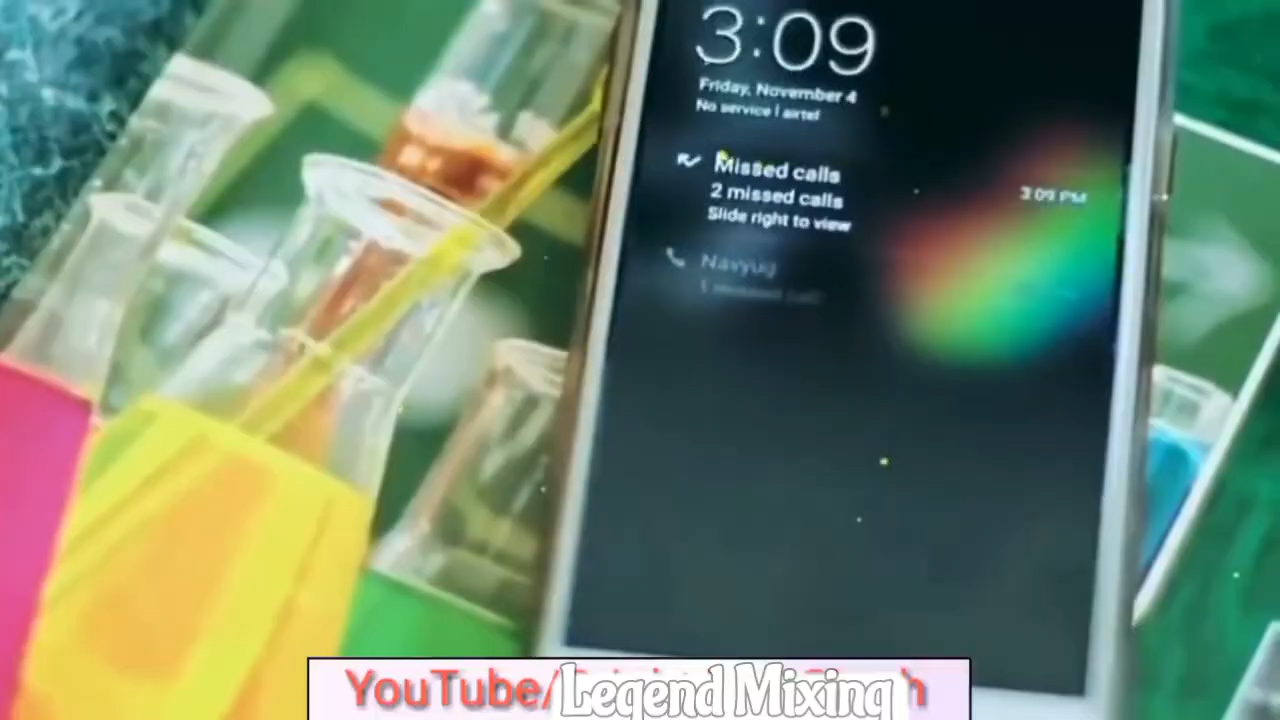 3:09
Friday, November 4
No service | airtel
Missed calls
2 missed calls
3:09 PM
Slide right to view
Navyug
YouTube/
Legend Mixing